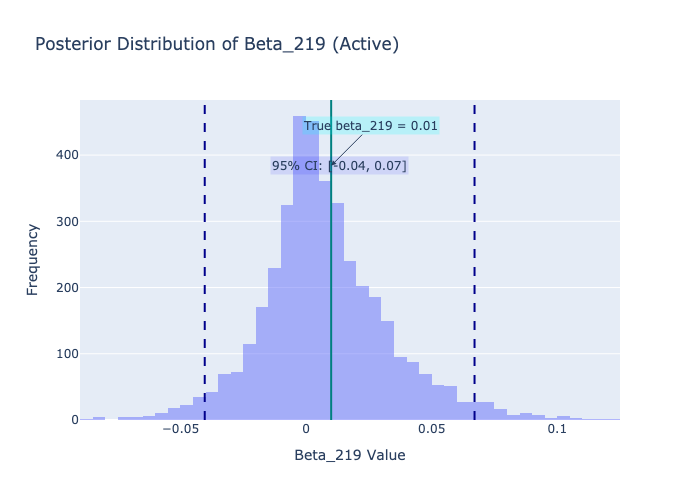 Posterior Distribution of Beta_219 (Active)
True beta_219 = 0.01
95% CI: [-0.04, 0.07]
400
300
200
100
0
Frequency
−0.05
0
0.05
0.1
Beta_219 Value